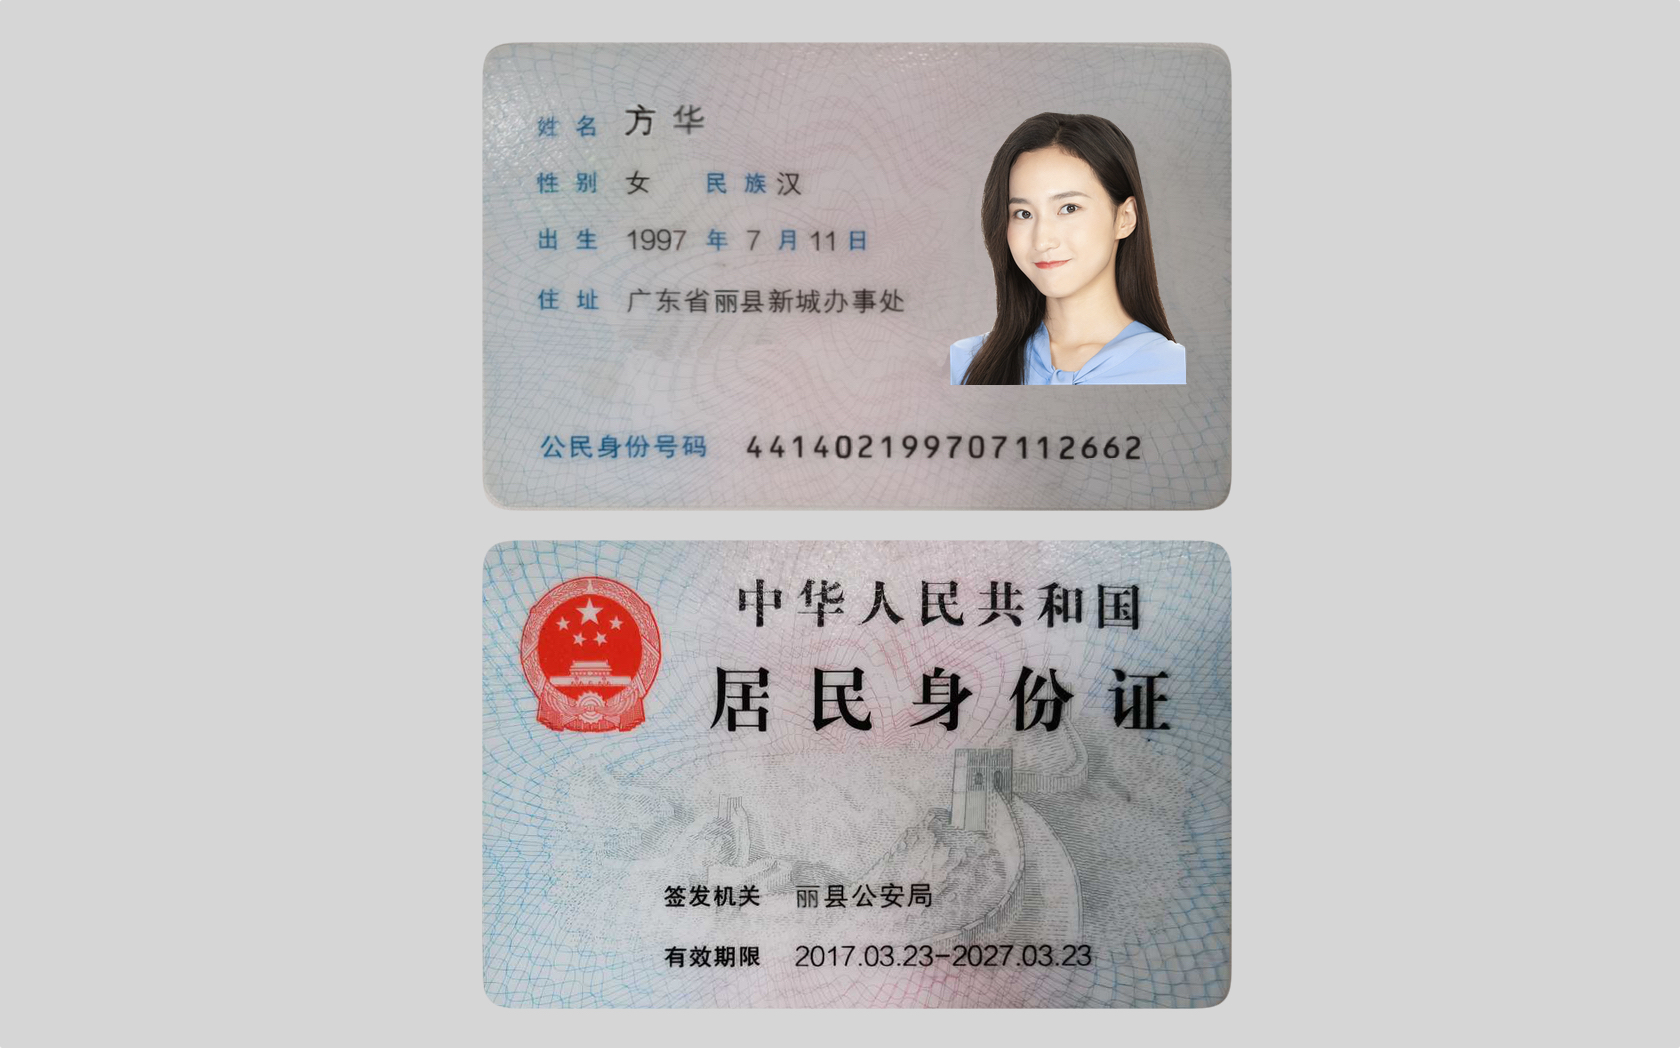 姓名 方华
性别 女 民族 汉
出生 1997 年 7 月 11 日
住址 广东省丽县新城办事处
公民身份号码 441402199707112662
中华人民共和国
居民身份证
签发机关 丽县公安局
有效期限 2017.03.23-2027.03.23